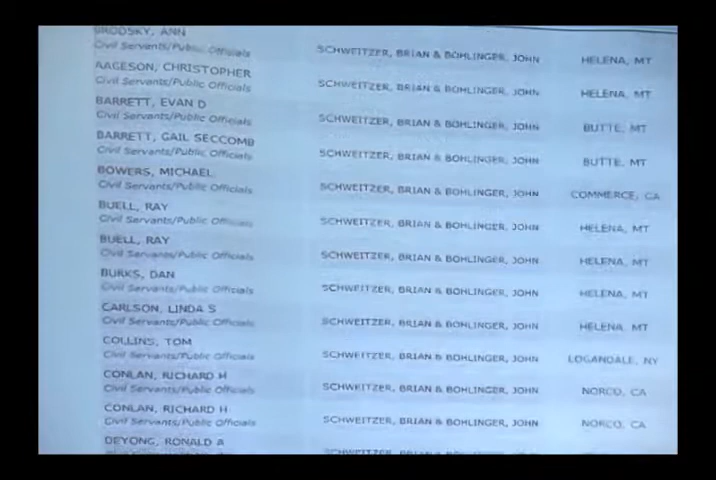 BRODSKY, ANN
Civil Servants/Public Officials SCHWEITZER, BRIAN & BOHLINGER, JOHN HELENA, MT
AAGESON, CHRISTOPHER
Civil Servants/Public Officials SCHWEITZER, BRIAN & BOHLINGER, JOHN HELENA, MT
BARRETT, EVAN D
Civil Servants/Public Officials SCHWEITZER, BRIAN & BOHLINGER, JOHN BUTTE, MT
BARRETT, GAIL SECCOMB
Civil Servants/Public Officials SCHWEITZER, BRIAN & BOHLINGER, JOHN BUTTE, MT
BOWERS, MICHAEL
Civil Servants/Public Officials SCHWEITZER, BRIAN & BOHLINGER, JOHN COMMERCE, CA
BUELL, RAY
Civil Servants/Public Officials SCHWEITZER, BRIAN & BOHLINGER, JOHN HELENA, MT
BUELL, RAY
Civil Servants/Public Officials SCHWEITZER, BRIAN & BOHLINGER, JOHN HELENA, MT
BURKS, DAN
Civil Servants/Public Officials SCHWEITZER, BRIAN & BOHLINGER, JOHN HELENA, MT
CARLSON, LINDA S
Civil Servants/Public Officials SCHWEITZER, BRIAN & BOHLINGER, JOHN HELENA, MT
COLLINS, TOM
Civil Servants/Public Officials SCHWEITZER, BRIAN & BOHLINGER, JOHN LOGANDALE, NY
CONLAN, RICHARD H
Civil Servants/Public Officials SCHWEITZER, BRIAN & BOHLINGER, JOHN NORCO, CA
CONLAN, RICHARD H
Civil Servants/Public Officials SCHWEITZER, BRIAN & BOHLINGER, JOHN NORCO, CA
DEYONG, RONALD A
SCHWEITZER, BRIAN & BOHLINGER, JOHN